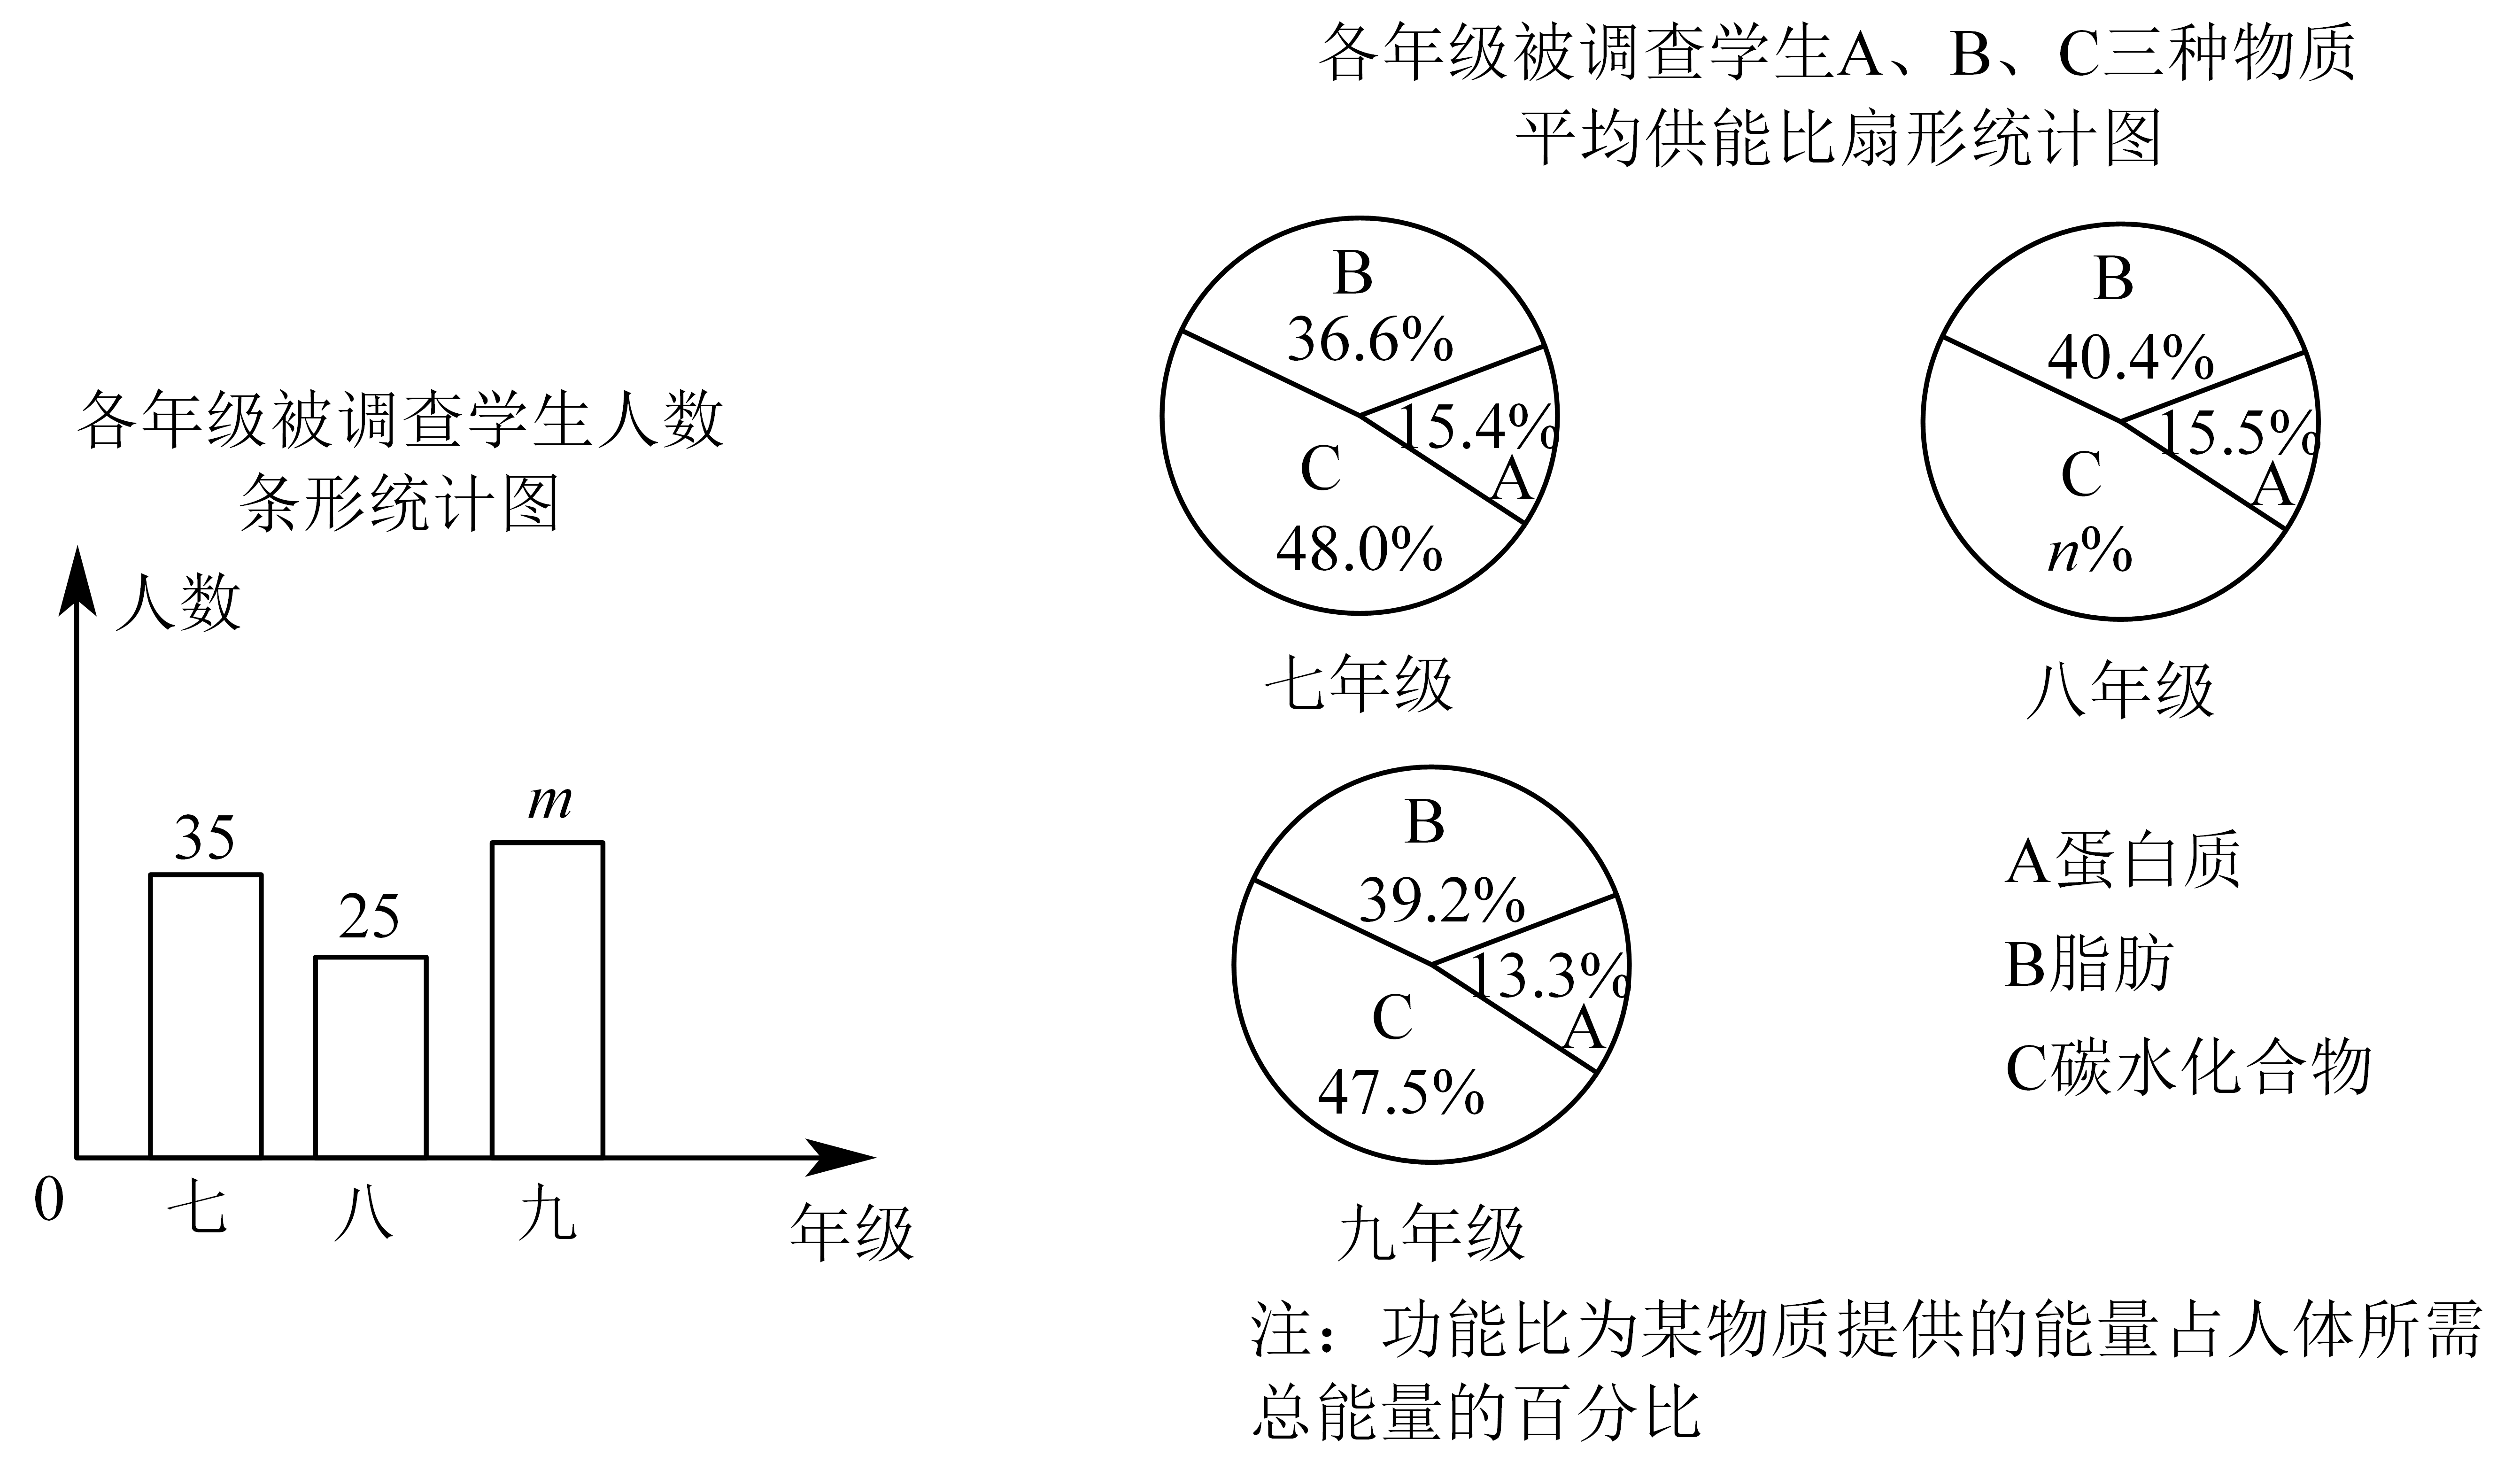 各年级被调查学生人数
条形统计图
人数
35
25
m
0
七
八
九
年级
各年级被调查学生A、B、C三种物质
平均供能比扇形统计图
B
36.6%
15.4%
A
C
48.0%
七年级
B
40.4%
15.5%
A
C
n%
八年级
B
39.2%
13.3%
A
C
47.5%
九年级
A蛋白质
B脂肪
C碳水化合物
注：功能比为某物质提供的能量占人体所需
总能量的百分比